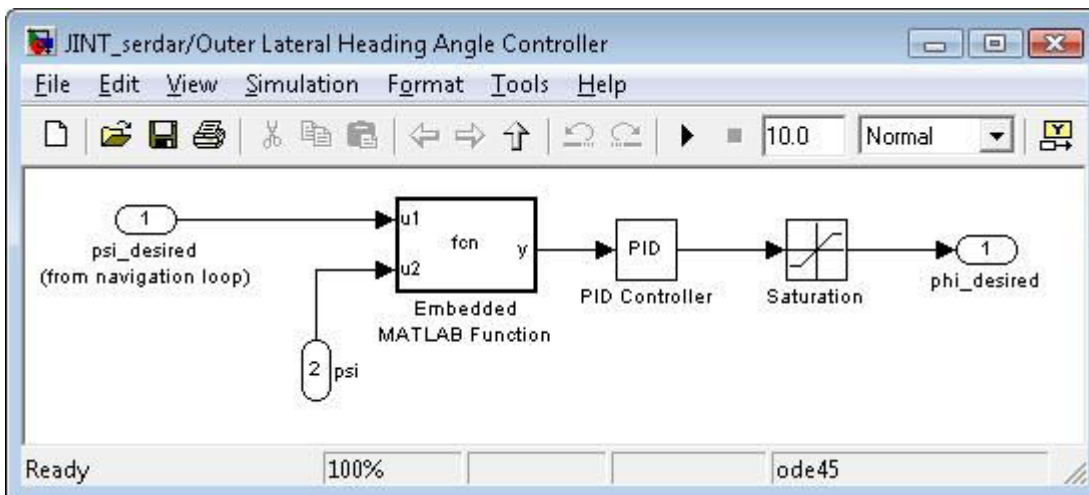 JINT_serdar/Outer Lateral Heading Angle Controller
File Edit View Simulation Format Tools Help
10.0 Normal
1
psi_desired
(from navigation loop)
u1
u2
fcn
y
Embedded
MATLAB Function
2
psi
PID
PID Controller
Saturation
1
phi_desired
Ready 100% ode45